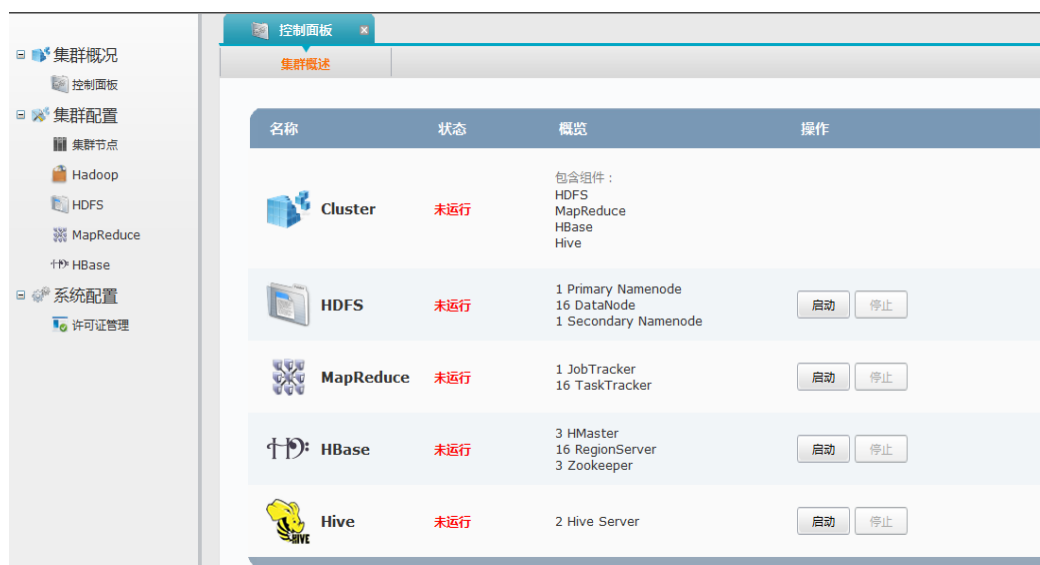 控制面板
集群概述
集群概况
控制面板
集群配置
集群节点
Hadoop
HDFS
MapReduce
HBase
系统配置
许可证管理
名称 状态 概览 操作
Cluster 未运行
包含组件：
HDFS
MapReduce
HBase
Hive
HDFS 未运行
1 Primary Namenode
16 DataNode
1 Secondary Namenode
启动 停止
MapReduce 未运行
1 JobTracker
16 TaskTracker
启动 停止
HBase 未运行
3 HMaster
16 RegionServer
3 Zookeeper
启动 停止
HIVE
Hive 未运行
2 Hive Server
启动 停止